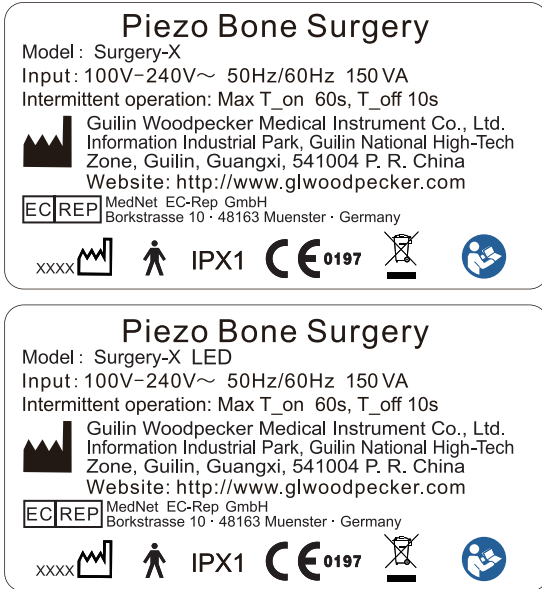 Piezo Bone Surgery
Model : Surgery-X
Input : 100V-240V～ 50Hz/60Hz 150 VA
Intermittent operation: Max T_on 60s, T_off 10s
Guilin Woodpecker Medical Instrument Co., Ltd.
Information Industrial Park, Guilin National High-Tech
Zone, Guilin, Guangxi, 541004 P. R. China
Website: http://www.glwoodpecker.com
EC REP MedNet EC-Rep GmbH
Borkstrasse 10 · 48163 Muenster · Germany
xxxx IPX1 CE 0197
Piezo Bone Surgery
Model : Surgery-X LED
Input : 100V-240V～ 50Hz/60Hz 150 VA
Intermittent operation: Max T_on 60s, T_off 10s
Guilin Woodpecker Medical Instrument Co., Ltd.
Information Industrial Park, Guilin National High-Tech
Zone, Guilin, Guangxi, 541004 P. R. China
Website: http://www.glwoodpecker.com
EC REP MedNet EC-Rep GmbH
Borkstrasse 10 · 48163 Muenster · Germany
xxxx IPX1 CE 0197